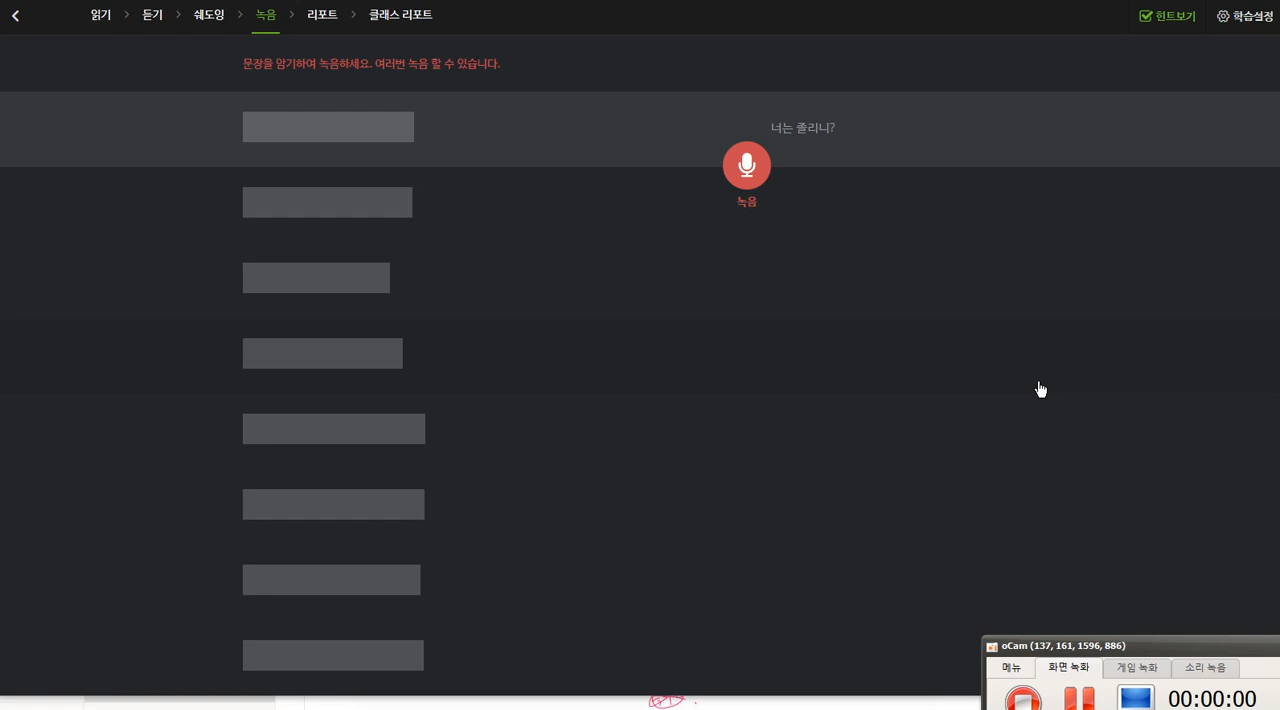 읽기 > 듣기 > 쉐도잉 > 녹음 > 리포트 > 클래스 리포트 힌트보기 학습설정
문장을 암기하여 녹음하세요. 여러번 녹음 할 수 있습니다.
너는 졸리니?
녹음
oCam (137, 161, 1596, 886)
메뉴 화면 녹화 게임 녹화 소리 녹음
00:00:00